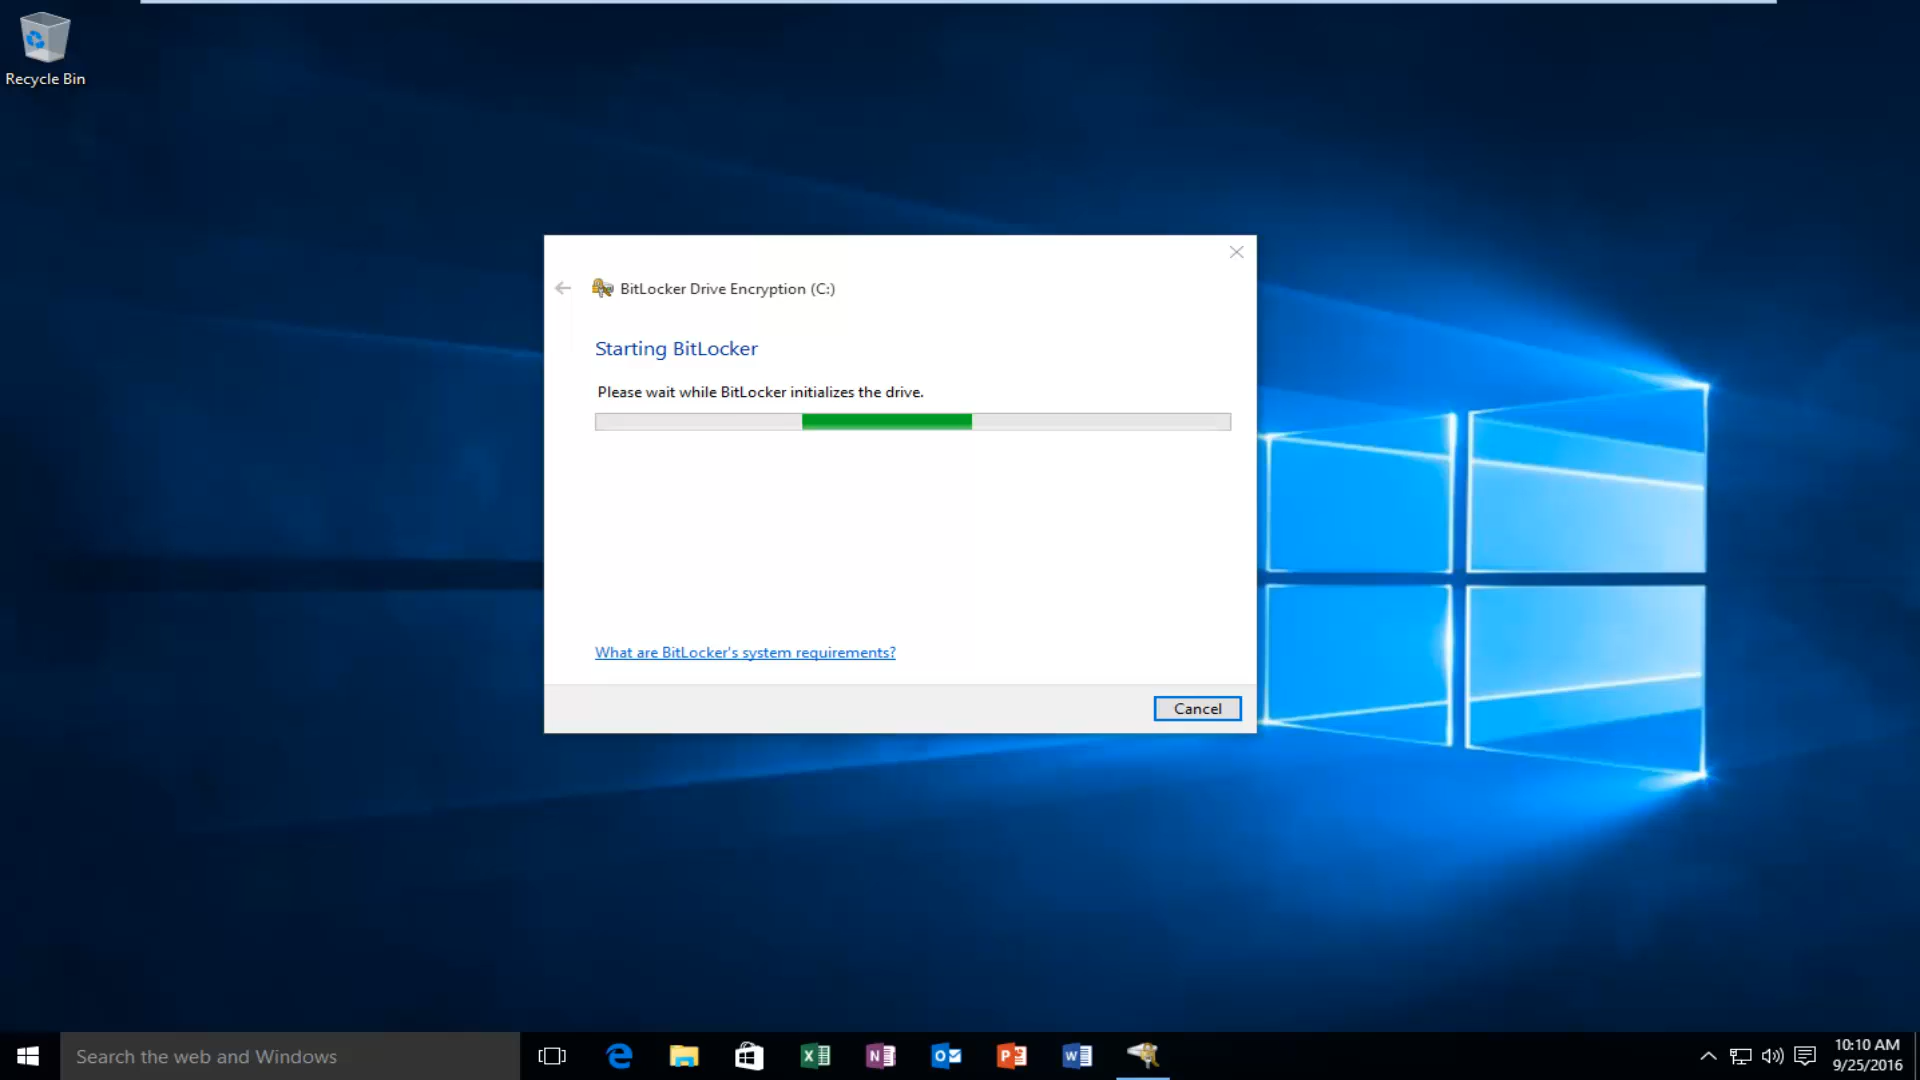 Recycle Bin
BitLocker Drive Encryption (C:)
Starting BitLocker
Please wait while BitLocker initializes the drive.
What are BitLocker's system requirements?
Cancel
Search the web and Windows
10:10 AM
9/25/2016